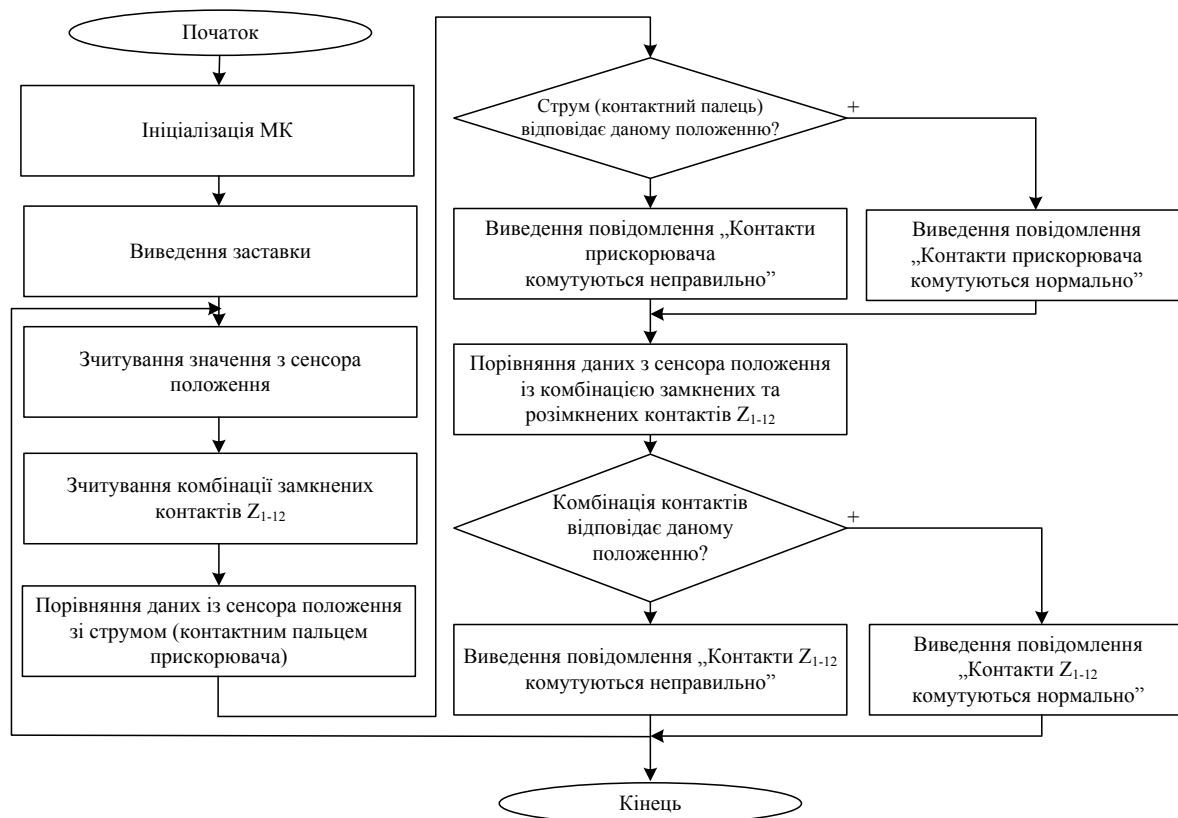 Початок
Ініціалізація МК
Виведення заставки
Зчитування значення з сенсора
положення
Зчитування комбінації замкнених
контактів Z1-12
Порівняння даних із сенсора положення
зі струмом (контактним пальцем
прискорювача)
Струм (контактний палець)
відповідає даному положенню?
+
Виведення повідомлення „Контакти
прискорювача
комутуються неправильно”
Виведення повідомлення
„Контакти прискорювача
комутуються нормально”
Порівняння даних з сенсора положення
із комбінацією замкнених та
розімкнених контактів Z1-12
Комбінація контактів
відповідає даному
положенню?
+
Виведення повідомлення „Контакти Z1-12
комутуються неправильно”
Виведення повідомлення
„Контакти Z1-12
комутуються нормально”
Кінець